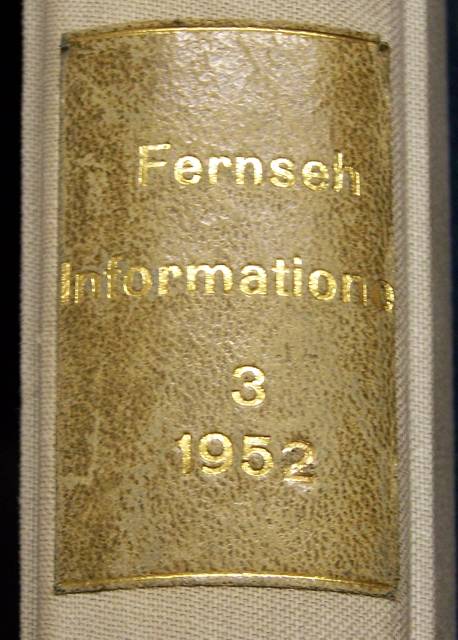 Fernseh
Informationen
3
1952